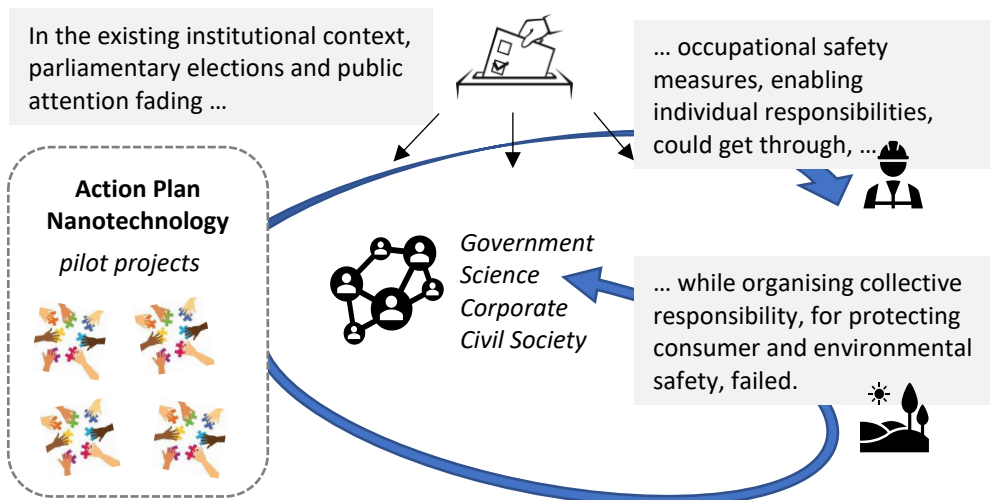 In the existing institutional context,
parliamentary elections and public
attention fading …
… occupational safety
measures, enabling
individual responsibilities,
could get through, …
Action Plan
Nanotechnology
pilot projects
Government
Science
Corporate
Civil Society
… while organising collective
responsibility, for protecting
consumer and environmental
safety, failed.